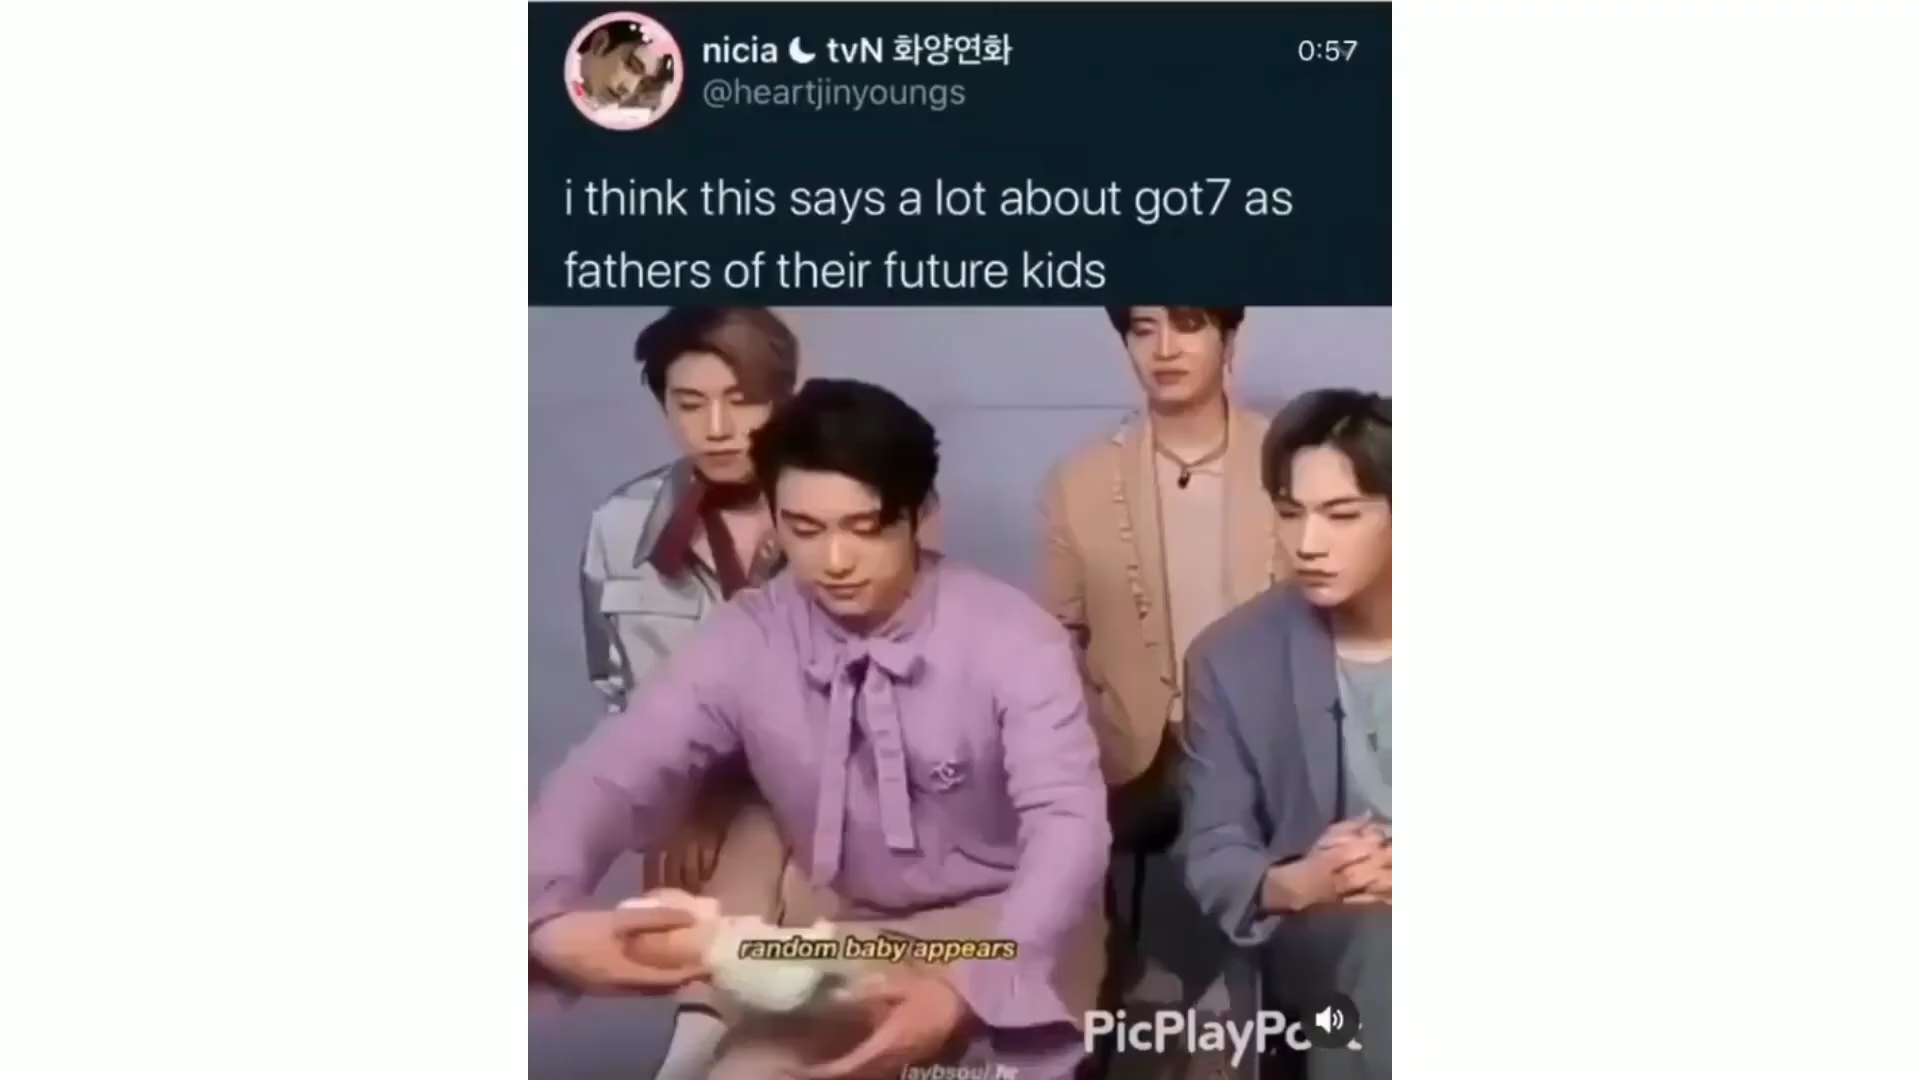 nicia ☾ tvN 화양연화
0:57
@heartjinyoungs
i think this says a lot about got7 as
fathers of their future kids
random baby appears
PicPlayPo